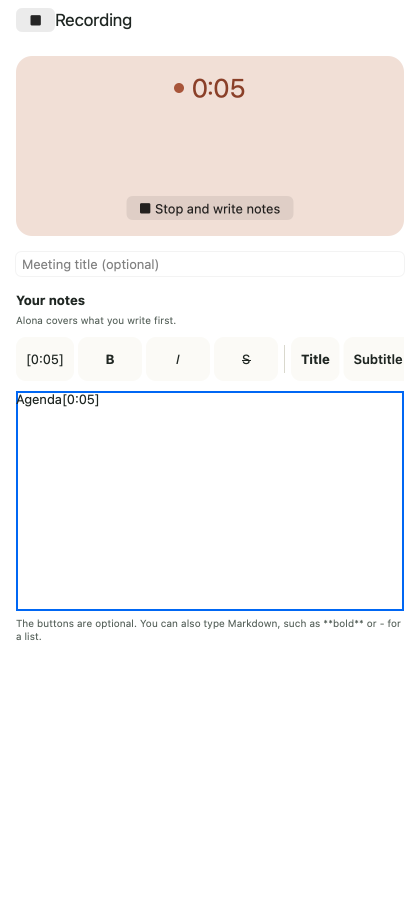 Recording
0:05
Stop and write notes
Meeting title (optional)
Your notes
Alona covers what you write first.
[0:05] B I S Title Subtitle
Agenda[0:05]
The buttons are optional. You can also type Markdown, such as **bold** or - for
a list.